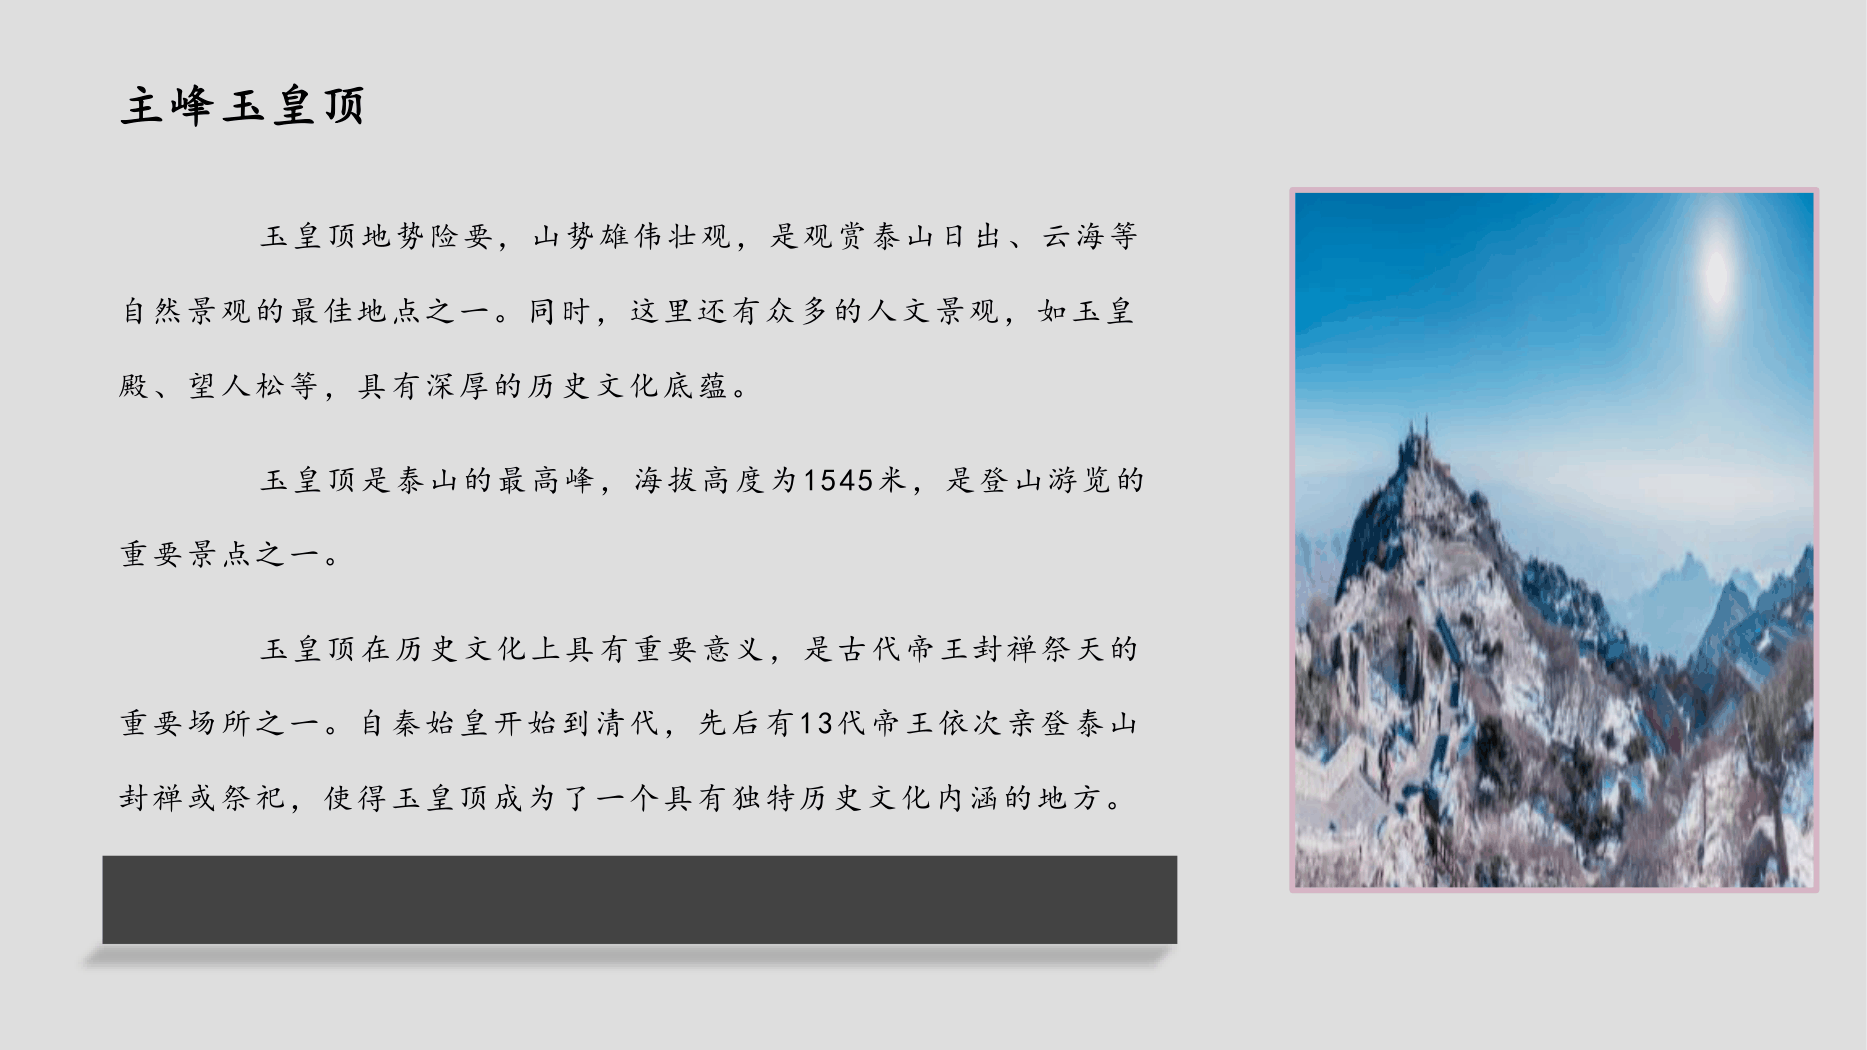 主峰玉皇顶
玉皇顶地势险要，山势雄伟壮观，是观赏泰山日出、云海等
自然景观的最佳地点之一。同时，这里还有众多的人文景观，如玉皇
殿、望人松等，具有深厚的历史文化底蕴。
玉皇顶是泰山的最高峰，海拔高度为1545米，是登山游览的
重要景点之一。
玉皇顶在历史文化上具有重要意义，是古代帝王封禅祭天的
重要场所之一。自秦始皇开始到清代，先后有13代帝王依次亲登泰山
封禅或祭祀，使得玉皇顶成为了一个具有独特历史文化内涵的地方。